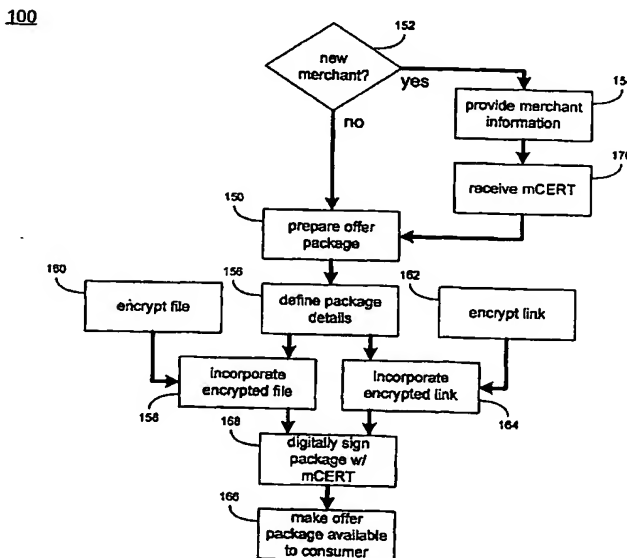 100
152
new
merchant?
yes
no
provide merchant
information
170
receive mCERT
150
prepare offer
package
160
encrypt file
156
define package
details
162
encrypt link
incorporate
encrypted file
158
incorporate
encrypted link
164
168
digitally sign
package w/
mCERT
166
make offer
package available
to consumer